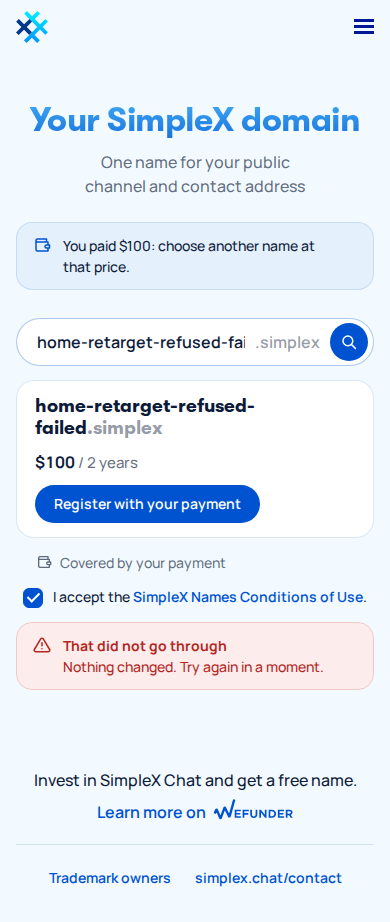 Your SimpleX domain
One name for your public
channel and contact address
You paid $100: choose another name at
that price.
home-retarget-refused-fai .simplex
home-retarget-refused-
failed.simplex
$100 / 2 years
Register with your payment
Covered by your payment
I accept the SimpleX Names Conditions of Use.
That did not go through
Nothing changed. Try again in a moment.
Invest in SimpleX Chat and get a free name.
Learn more on WEFUNDER
Trademark owners simplex.chat/contact